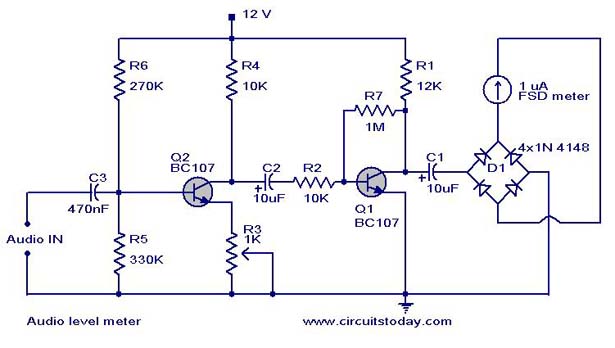 12 V
R6
270K
R4
10K
R1
12K
R7
1M
1 uA
FSD meter
Q2
BC107
C3
470nF
C2
10uF
+
R2
10K
C1
10uF
+
4x1N 4148
D1
Q1
BC107
Audio IN
R5
330K
R3
1K
Audio level meter
www.circuitstoday.com